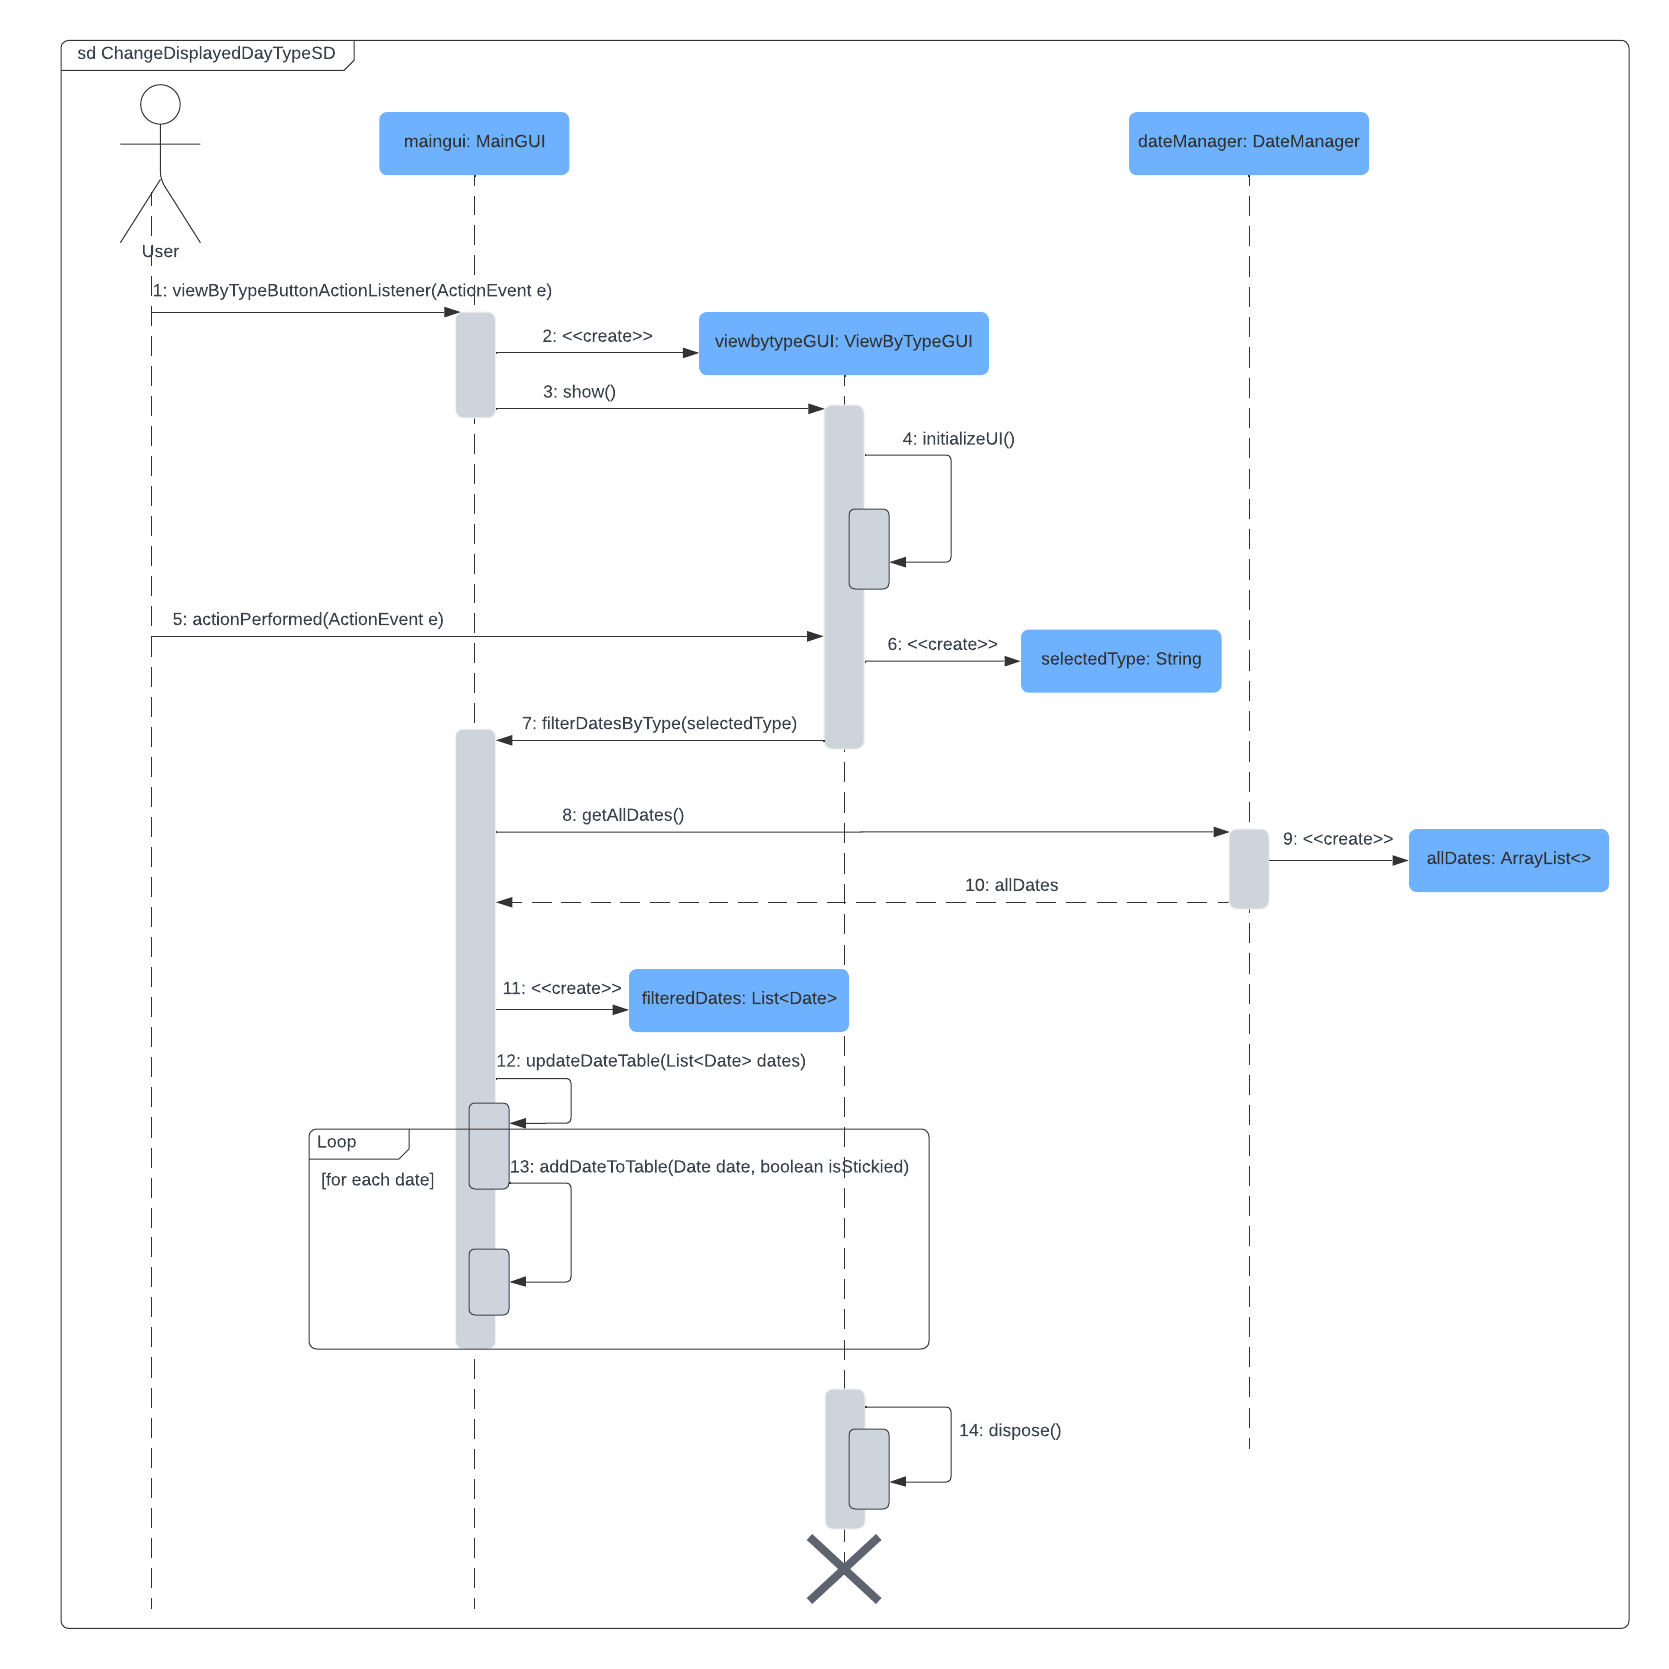 sd ChangeDisplayedDayTypeSD
maingui: MainGUI
dateManager: DateManager
User
1: viewByTypeButtonActionListener(ActionEvent e)
2: <<create>>
viewbytypeGUI: ViewByTypeGUI
3: show()
4: initializeUI()
5: actionPerformed(ActionEvent e)
6: <<create>>
selectedType: String
7: filterDatesByType(selectedType)
8: getAllDates()
9: <<create>>
allDates: ArrayList<>
10: allDates
11: <<create>>
filteredDates: List<Date>
12: updateDateTable(List<Date> dates)
Loop
13: addDateToTable(Date date, boolean isStickied)
[for each date]
14: dispose()